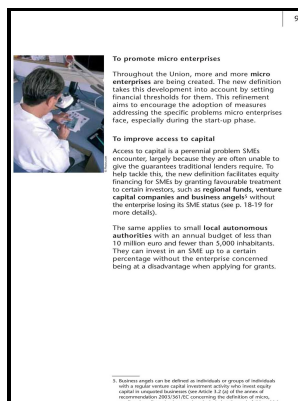 9
To promote micro enterprises
Throughout the Union, more and more micro
enterprises are being created. The new definition
takes this development into account by setting
financial thresholds for them. This refinement
aims to encourage the adoption of measures
addressing the specific problems micro enterprises
face, especially during the start-up phase.
To improve access to capital
Access to capital is a perennial problem SMEs
encounter, largely because they are often unable to
give the guarantees traditional lenders require. To
help tackle this, the new definition facilitates equity
financing for SMEs by granting favourable treatment
to certain investors, such as regional funds, venture
capital companies and business angels⁵ without
the enterprise losing its SME status (see p. 18-19 for
more details).
The same applies to small local autonomous
authorities with an annual budget of less than
10 million euro and fewer than 5,000 inhabitants.
They can invest in an SME up to a certain
percentage without the enterprise concerned
being at a disadvantage when applying for grants.
5. Business angels can be defined as individuals or groups of individuals
with a regular venture capital investment activity who invest equity
capital in unquoted businesses (see Article 3.2 (a) of the annex of
recommendation 2003/361/EC concerning the definition of micro,